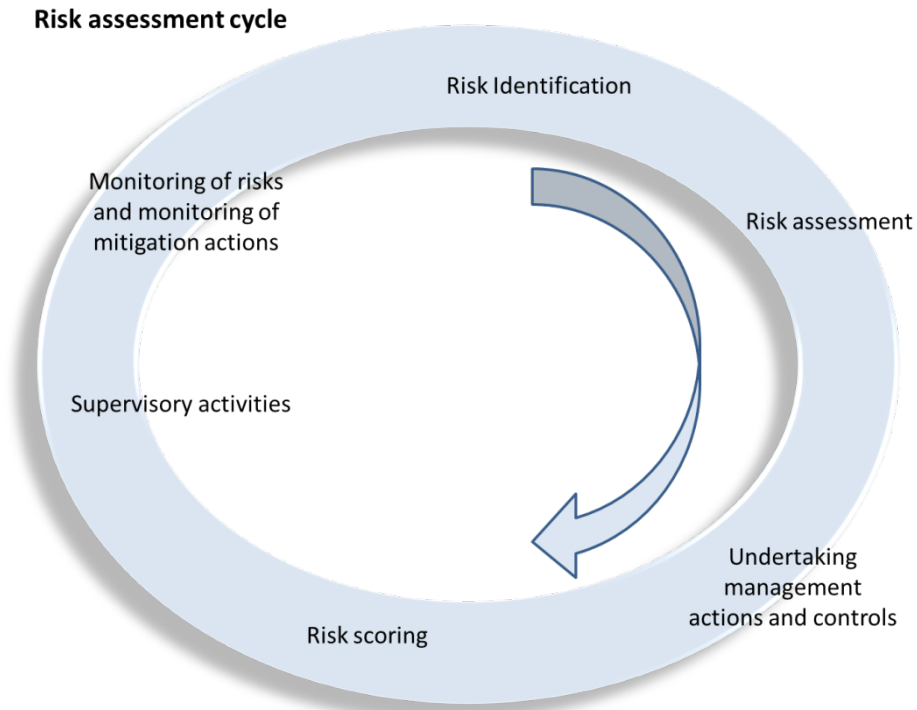 Risk assessment cycle
Risk Identification
Risk assessment
Undertaking
management
actions and controls
Risk scoring
Supervisory activities
Monitoring of risks
and monitoring of
mitigation actions